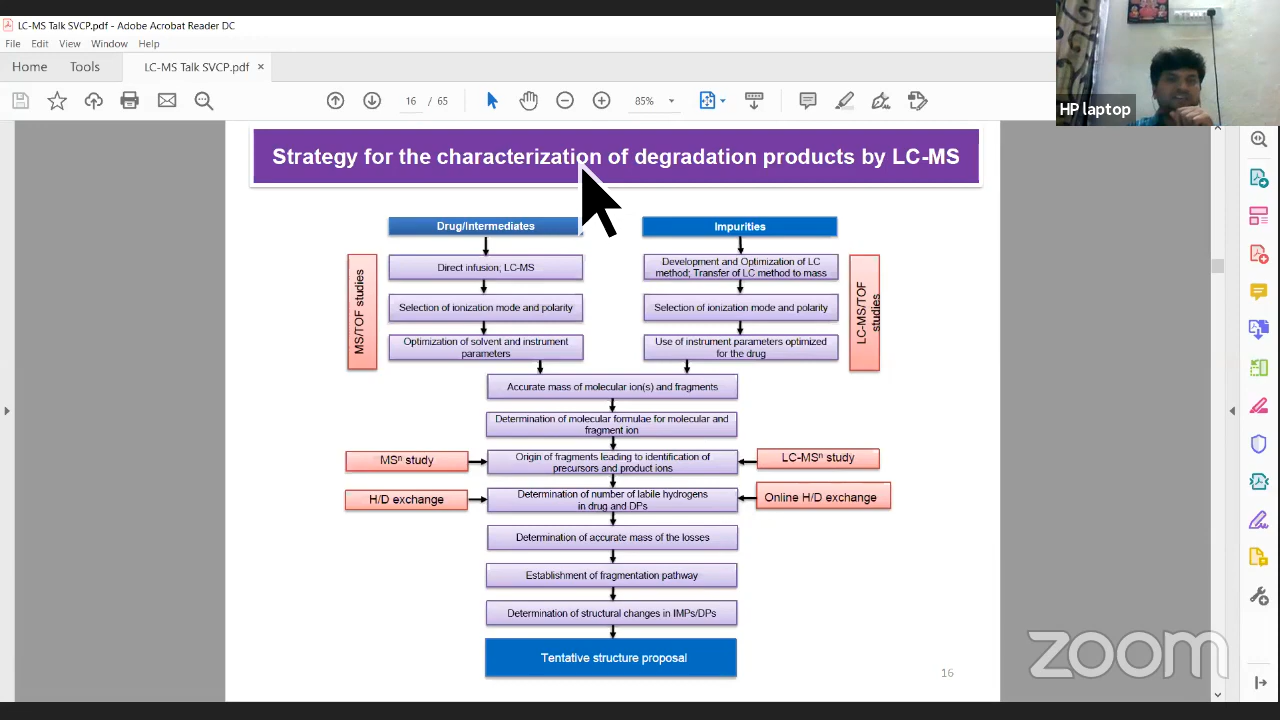 LC-MS Talk SVCP.pdf - Adobe Acrobat Reader DC
File Edit View Window Help
Home Tools LC-MS Talk SVCP.pdf ×
16 / 65 85%
HP laptop
Strategy for the characterization of degradation products by LC-MS
Drug/Intermediates
Impurities
MS/TOF studies
Direct infusion; LC-MS
Development and Optimization of LC
method; Transfer of LC method to mass
LC-MS/TOF
studies
Selection of ionization mode and polarity
Selection of ionization mode and polarity
Optimization of solvent and instrument
parameters
Use of instrument parameters optimized
for the drug
Accurate mass of molecular ion(s) and fragments
Determination of molecular formulae for molecular and
fragment ion
MSⁿ study
Origin of fragments leading to identification of
precursors and product ions
LC-MSⁿ study
H/D exchange
Determination of number of labile hydrogens
in drug and DPs
Online H/D exchange
Determination of accurate mass of the losses
Establishment of fragmentation pathway
Determination of structural changes in IMPs/DPs
Tentative structure proposal
16
zoom